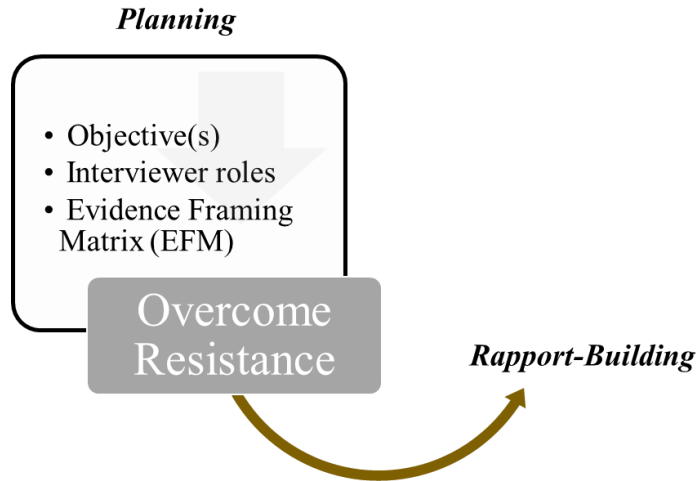 Planning
• Objective(s)
• Interviewer roles
• Evidence Framing
Matrix (EFM)
Overcome
Resistance
Rapport-Building